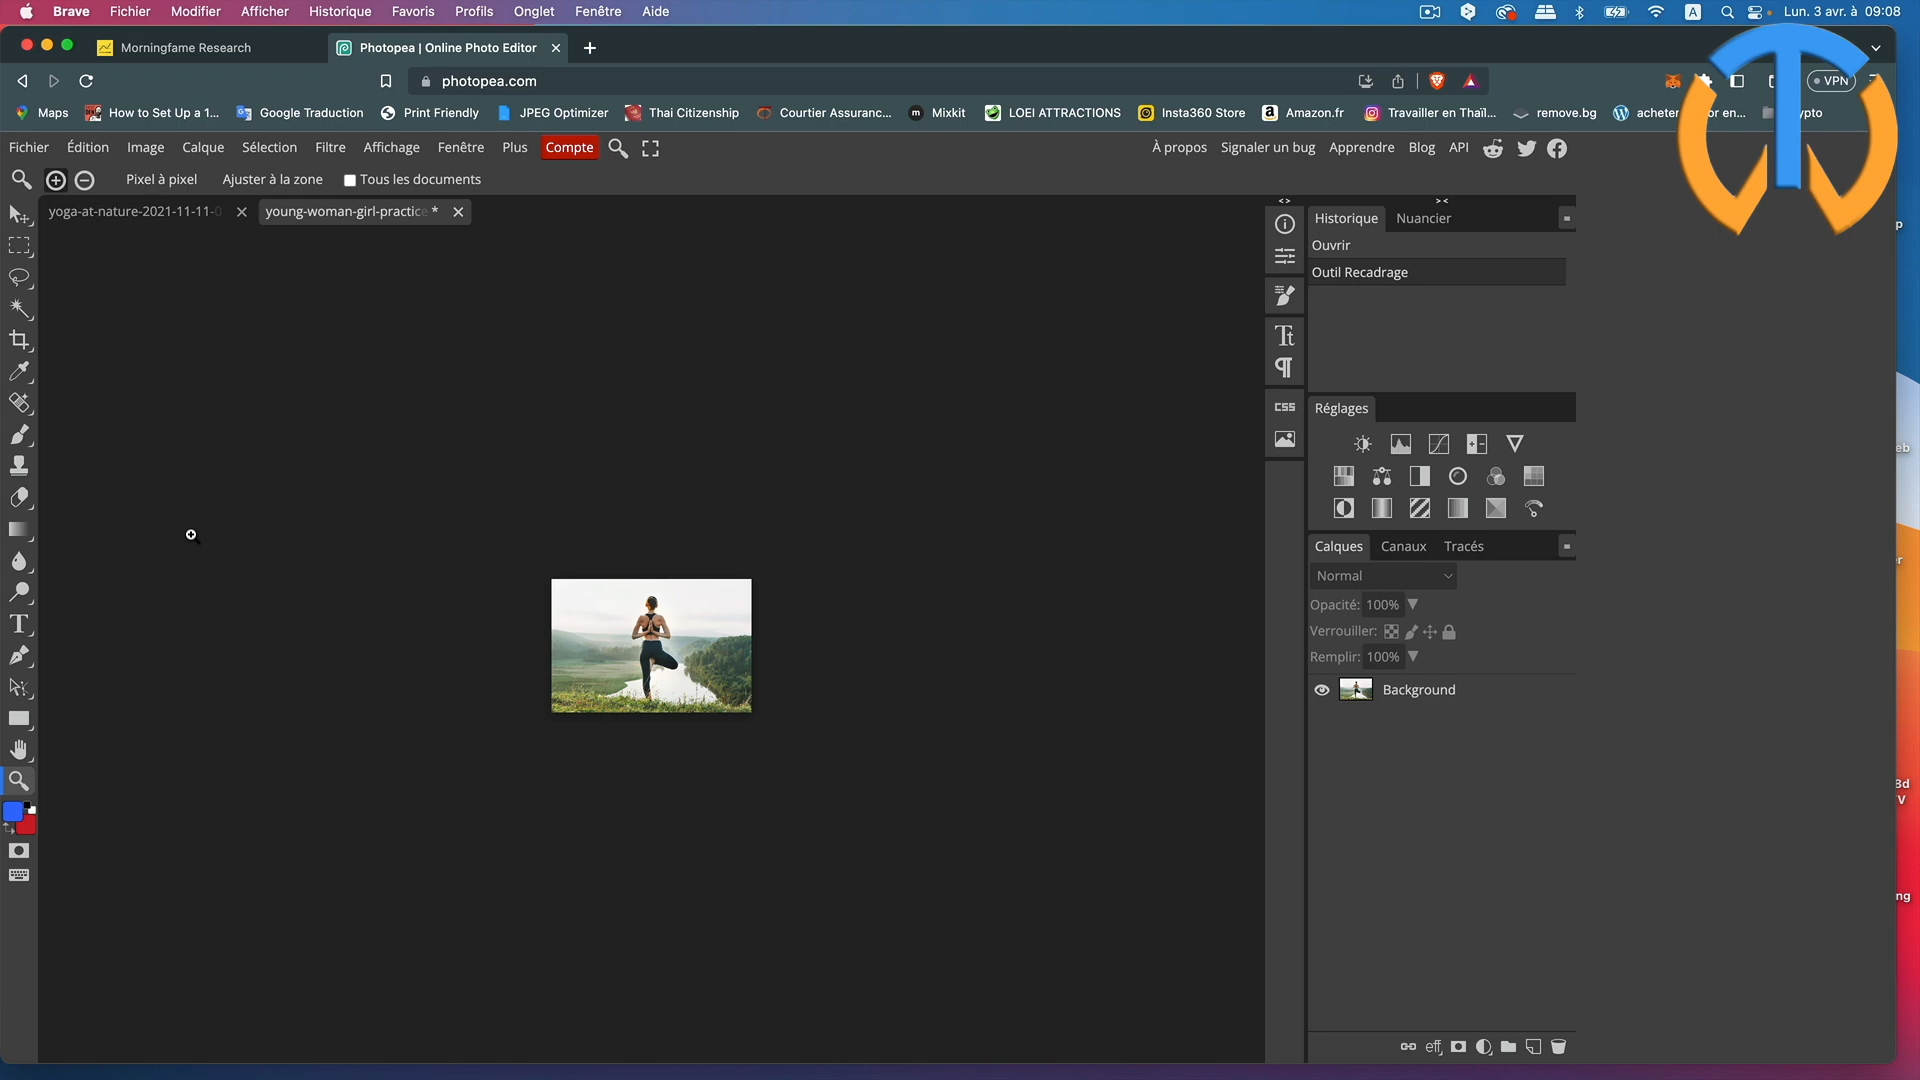 Brave Fichier Modifier Afficher Historique Favoris Profils Onglet Fenêtre Aide A Lun. 3 avr. à 09:08
Morningfame Research Photopea | Online Photo Editor
photopea.com VPN
Maps How to Set Up a 1... Google Traduction Print Friendly JPEG Optimizer Thai Citizenship Courtier Assuranc... m Mixkit LOEI ATTRACTIONS Insta360 Store a Amazon.fr Travailler en Thaïl... remove.bg
Fichier Édition Image Calque Sélection Filtre Affichage Fenêtre Plus Compte À propos Signaler un bug Apprendre Blog API
Pixel à pixel Ajuster à la zone Tous les documents
yoga-at-nature-2021-11-11-0 young-woman-girl-practice *
Historique Nuancier
Ouvrir
Outil Recadrage
Tt
CSS
Réglages
Calques Canaux Tracés
Normal
Opacité: 100%
Verrouiller:
Remplir: 100%
Background
T
eff